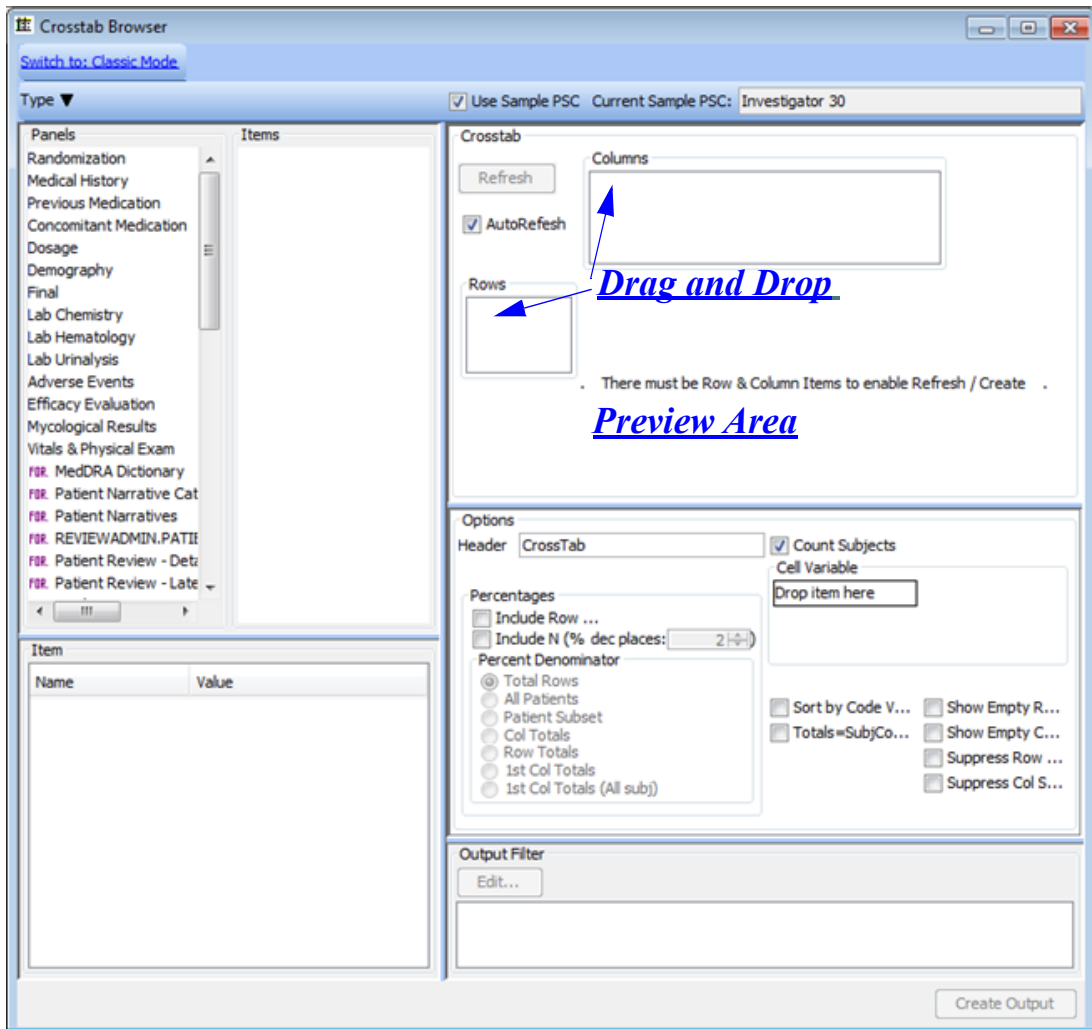 Crosstab Browser
Switch to: Classic Mode
Type ▼
Use Sample PSC Current Sample PSC: Investigator 30
Panels
Randomization
Medical History
Previous Medication
Concomitant Medication
Dosage
Demography
Final
Lab Chemistry
Lab Hematology
Lab Urinalysis
Adverse Events
Efficacy Evaluation
Mycological Results
Vitals & Physical Exam
FOR. MedDRA Dictionary
FOR. Patient Narrative Cat
FOR. Patient Narratives
FOR. REVIEWADMIN.PATIE
FOR. Patient Review - Deta
FOR. Patient Review - Late
Items
Item
Name Value
Crosstab
Refresh
AutoRefesh
Columns
Rows
Drag and Drop
. There must be Row & Column Items to enable Refresh / Create .
Preview Area
Options
Header CrossTab
Count Subjects
Cell Variable
Drop item here
Percentages
Include Row ...
Include N (% dec places: 2 )
Percent Denominator
Total Rows
All Patients
Patient Subset
Col Totals
Row Totals
1st Col Totals
1st Col Totals (All subj)
Sort by Code V...
Totals=SubjCo...
Show Empty R...
Show Empty C...
Suppress Row ...
Suppress Col S...
Output Filter
Edit...
Create Output